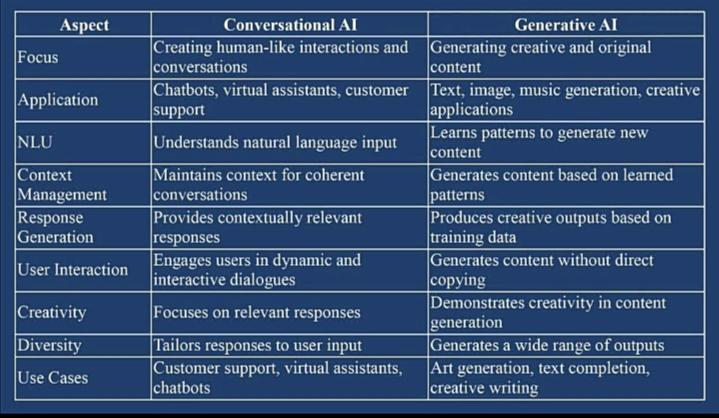 Aspect Conversational AI Generative AI
Focus
Creating human-like interactions and
conversations
Generating creative and original
content
Application
Chatbots, virtual assistants, customer
support
Text, image, music generation, creative
applications
NLU
Understands natural language input
Learns patterns to generate new
content
Context
Management
Maintains context for coherent
conversations
Generates content based on learned
patterns
Response
Generation
Provides contextually relevant
responses
Produces creative outputs based on
training data
User Interaction
Engages users in dynamic and
interactive dialogues
Generates content without direct
copying
Creativity
Focuses on relevant responses
Demonstrates creativity in content
generation
Diversity
Tailors responses to user input
Generates a wide range of outputs
Use Cases
Customer support, virtual assistants,
chatbots
Art generation, text completion,
creative writing